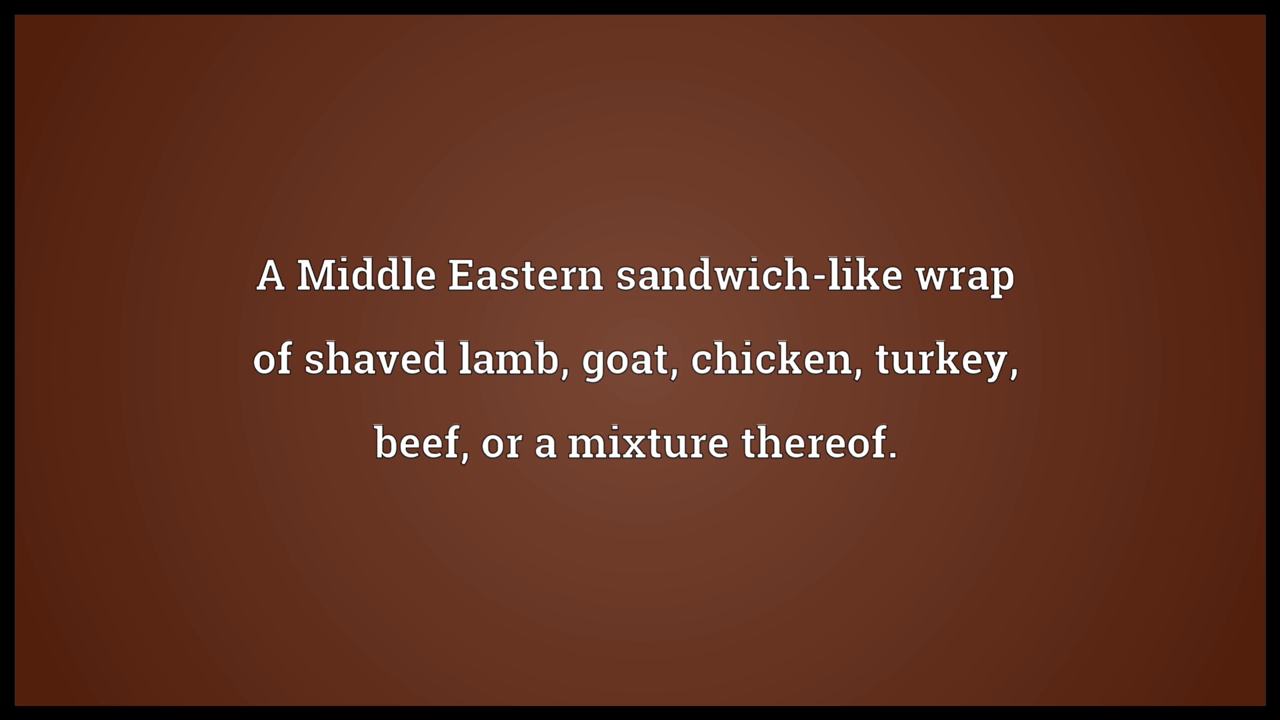 A Middle Eastern sandwich-like wrap
of shaved lamb, goat, chicken, turkey,
beef, or a mixture thereof.